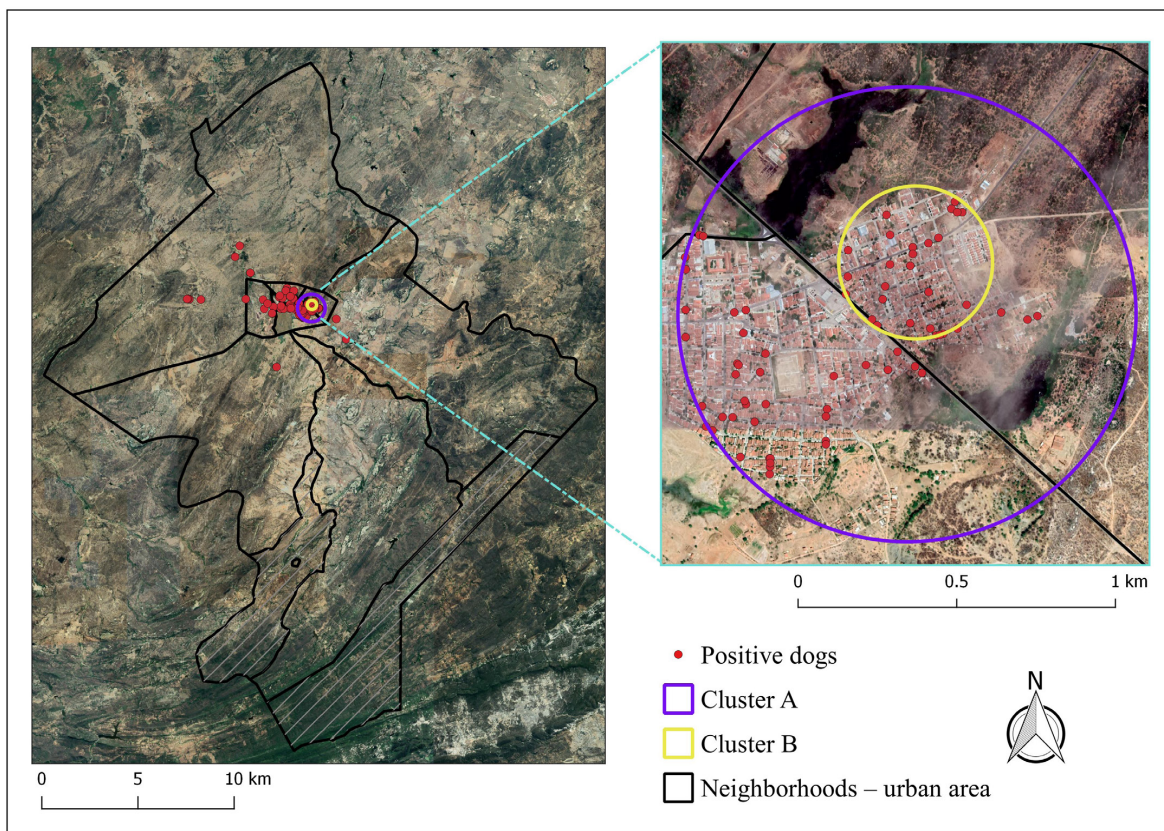 0 5 10 km
0 0.5 1 km
Positive dogs
Cluster A
Cluster B
Neighborhoods – urban area
N